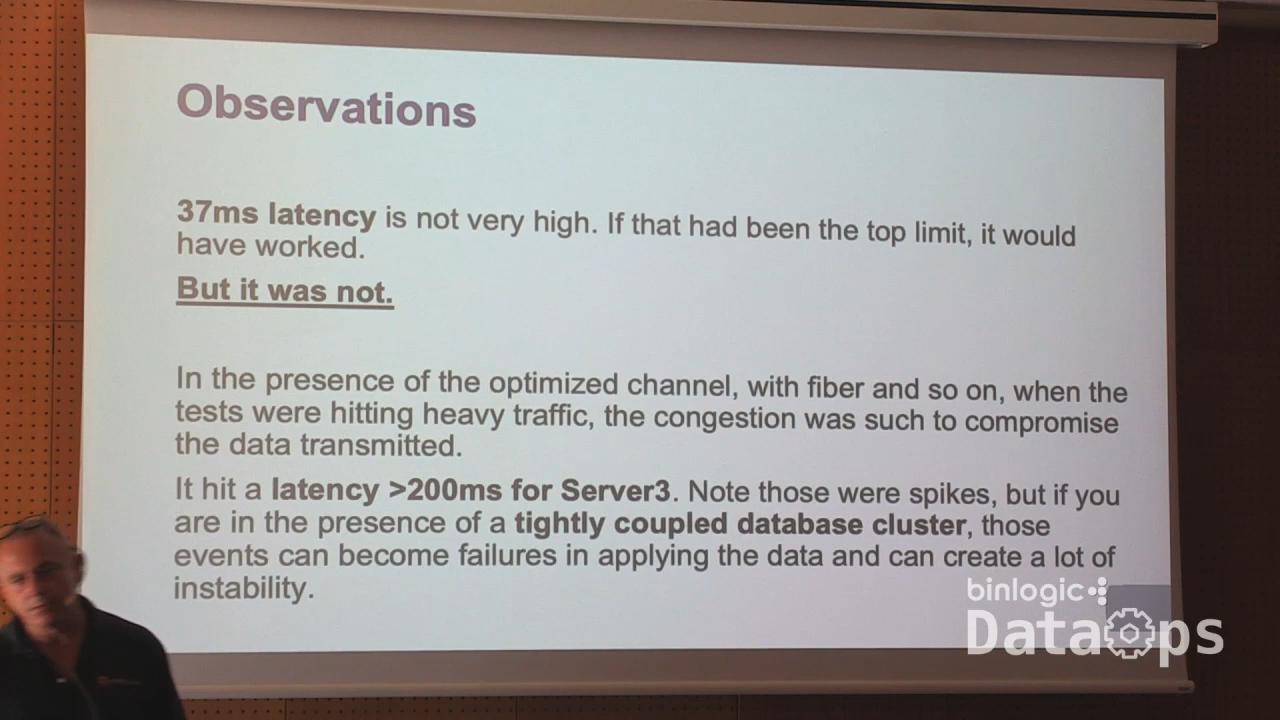 Observations
37ms latency is not very high. If that had been the top limit, it would
have worked.
But it was not.
In the presence of the optimized channel, with fiber and so on, when the
tests were hitting heavy traffic, the congestion was such to compromise
the data transmitted.
It hit a latency >200ms for Server3. Note those were spikes, but if you
are in the presence of a tightly coupled database cluster, those
events can become failures in applying the data and can create a lot of
instability.
binlogic
DataOps